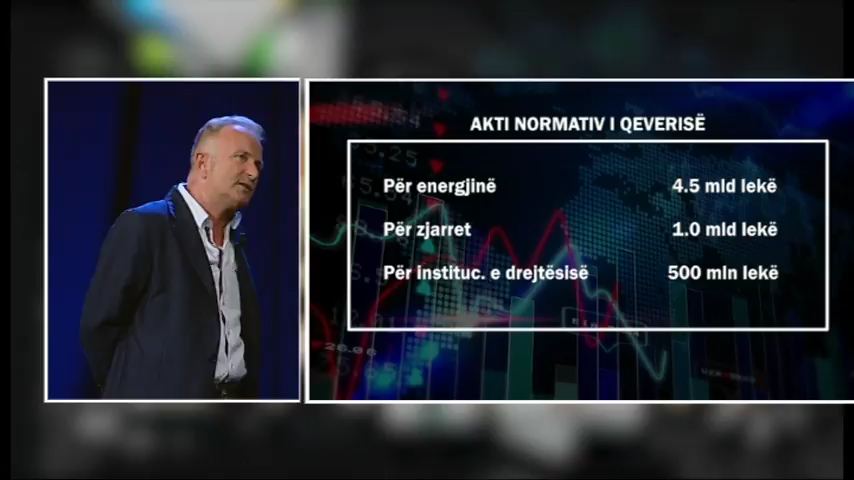 AKTI NORMATIV I QEVERISË
Për energjinë 4.5 mld lekë
Për zjarret 1.0 mld lekë
Për instituc. e drejtësisë 500 mln lekë